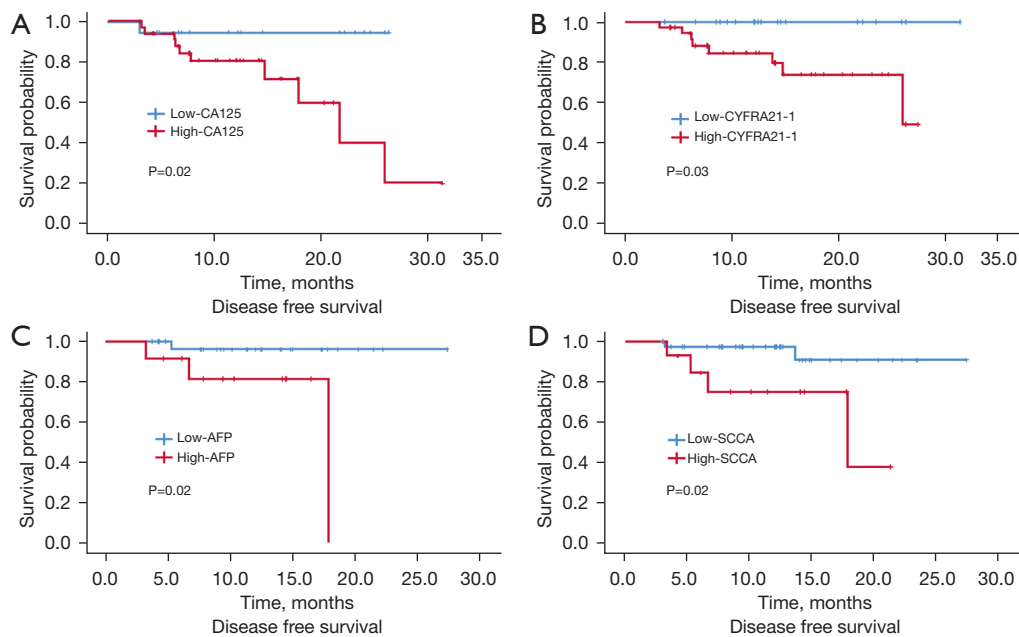 A
Survival probability
1.0
0.8
0.6
0.4
0.2
0.0
Low-CA125
High-CA125
P=0.02
0.0 10.0 20.0 30.0 35.0
Time, months
Disease free survival
B
Survival probability
1.0
0.8
0.6
0.4
0.2
0.0
Low-CYFRA21-1
High-CYFRA21-1
P=0.03
0.0 10.0 20.0 30.0 35.0
Time, months
Disease free survival
C
Survival probability
1.0
0.8
0.6
0.4
0.2
0.0
Low-AFP
High-AFP
P=0.02
0.0 5.0 10.0 15.0 20.0 25.0 30.0
Time, months
Disease free survival
D
Survival probability
1.0
0.8
0.6
0.4
0.2
0.0
Low-SCCA
High-SCCA
P=0.02
0.0 5.0 10.0 15.0 20.0 25.0 30.0
Time, months
Disease free survival